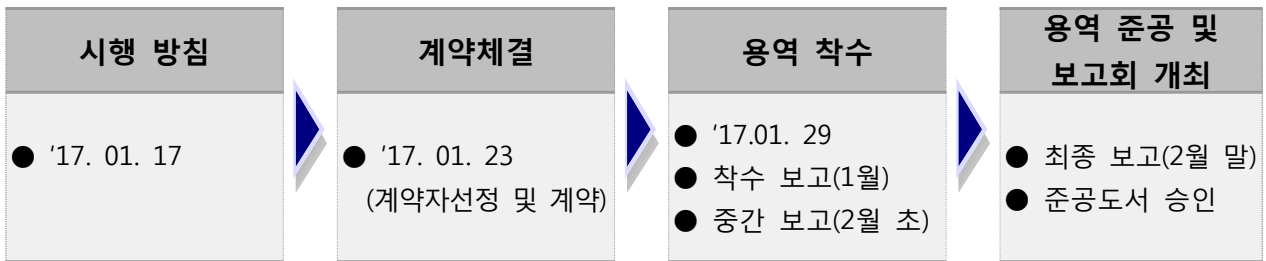 시행 방침
● '17. 01. 17
계약체결
● '17. 01. 23
(계약자선정 및 계약)
용역 착수
● '17.01. 29
● 착수 보고(1월)
● 중간 보고(2월 초)
용역 준공 및
보고회 개최
● 최종 보고(2월 말)
● 준공도서 승인